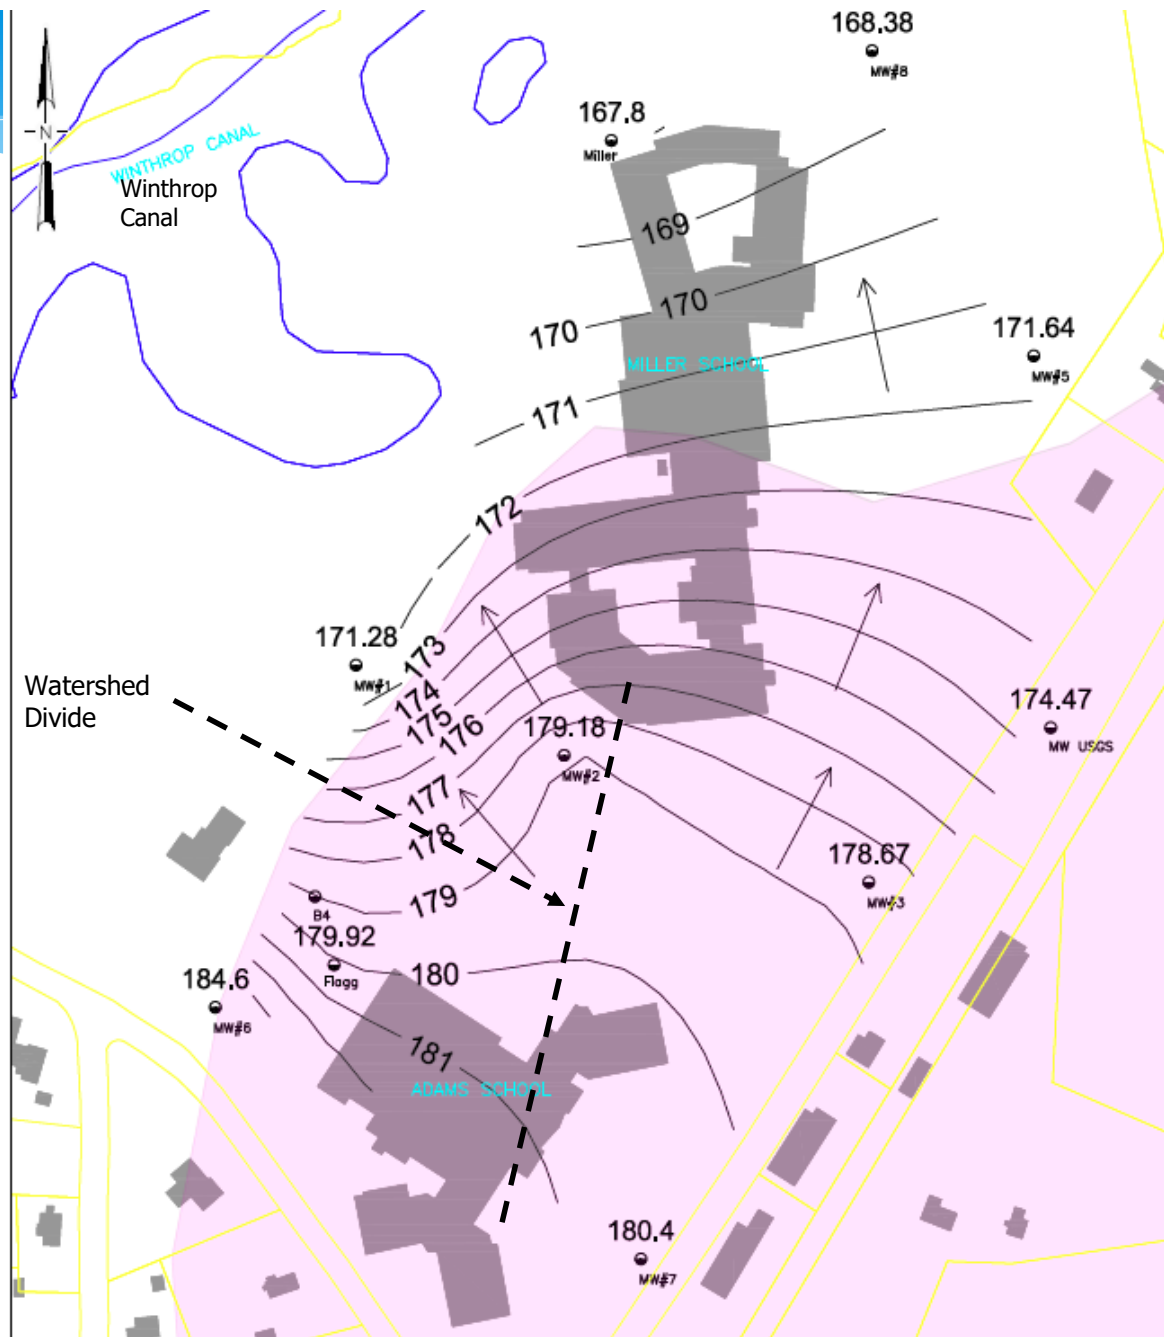 168.38
MW#8
167.8
Miller
N
WINTHROP CANAL
Winthrop
Canal
169
170
170
171.64
MW#5
MILLER SCHOOL
171
172
171.28
MW#1
173
174
175
176
Watershed
Divide
179.18
MW#2
174.47
MW USGS
177
178
178.67
MW#3
179
B4
179.92
Flagg
180
184.6
MW#6
181
ADAMS SCHOOL
180.4
MW#7